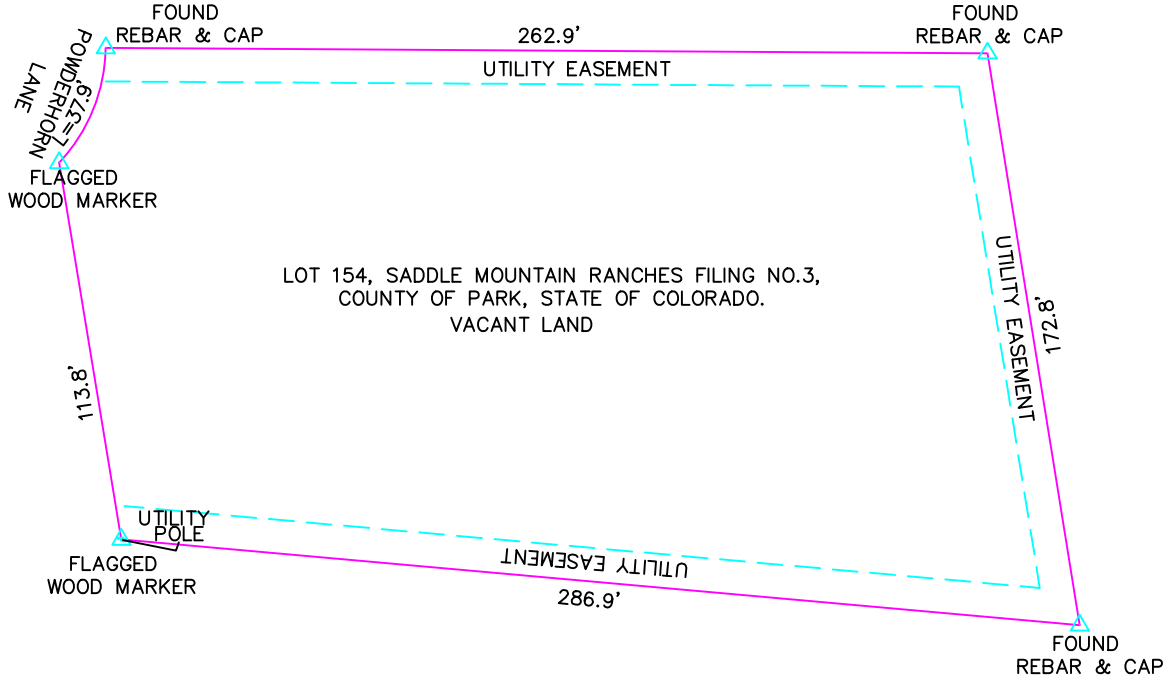 FOUND
REBAR & CAP
FOUND
REBAR & CAP
262.9'
UTILITY EASEMENT
POWDERHORN
LANE
L=37.9'
FLAGGED
WOOD MARKER
LOT 154, SADDLE MOUNTAIN RANCHES FILING NO.3,
COUNTY OF PARK, STATE OF COLORADO.
VACANT LAND
UTILITY EASEMENT
172.8'
113.8'
UTILITY
POLE
FLAGGED
WOOD MARKER
UTILITY EASEMENT
286.9'
FOUND
REBAR & CAP